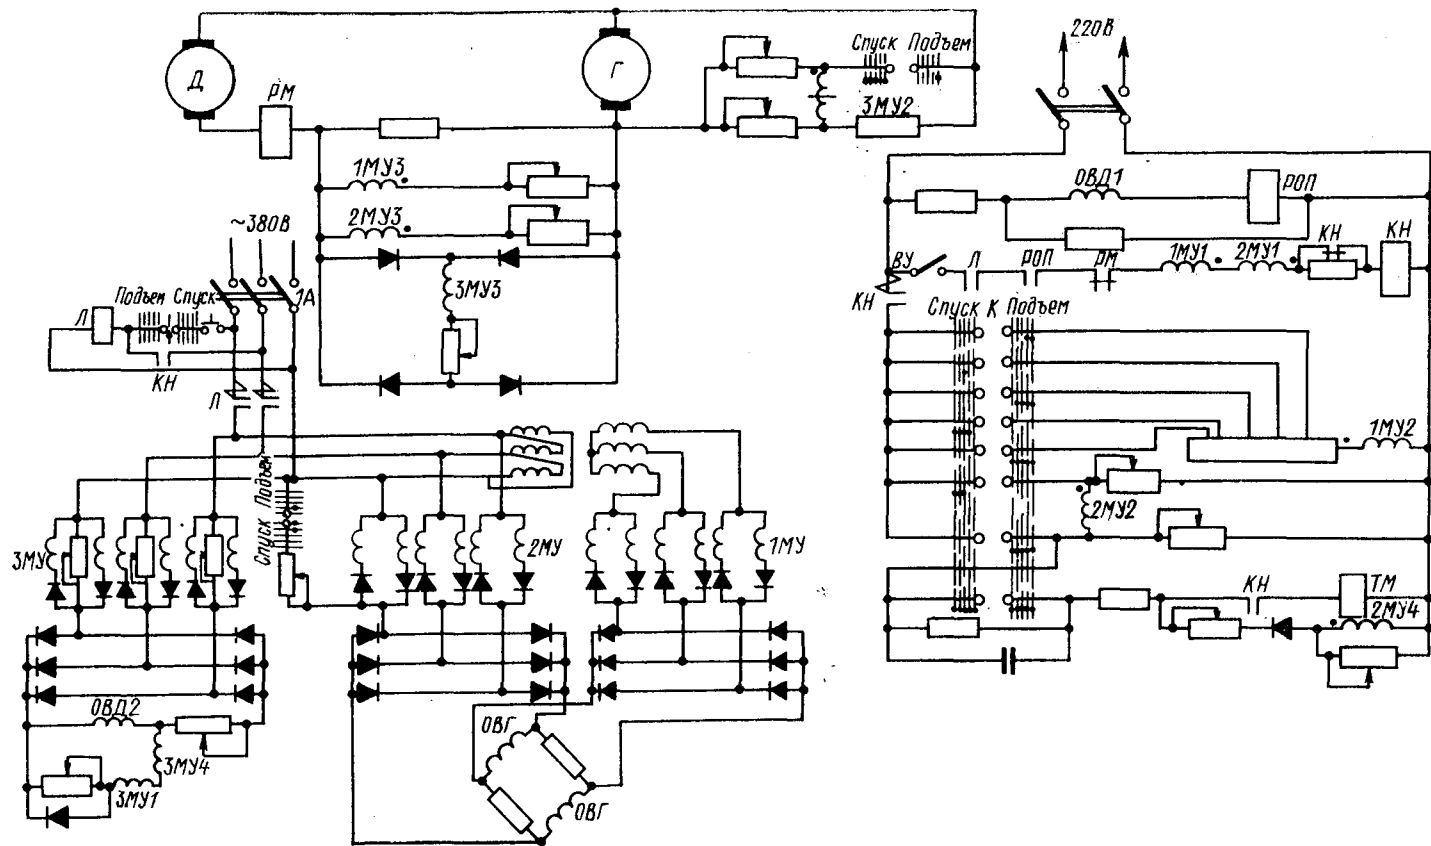 Д
РМ
Г
Спуск Подъем
3МУ2
220В
1МУ3
2МУ3
3МУ3
~380В
1А
Л
Подъем Спуск
КН
Л
ОВД1
РОП
ВУ
Л
РОП
РМ
1МУ1
2МУ1
КН
КН
КН
Спуск К Подъем
1МУ2
2МУ2
КН
ТМ
2МУ4
Спуск Подъем
3МУ
2МУ
1МУ
ОВД2
3МУ4
3МУ1
ОВГ
ОВГ